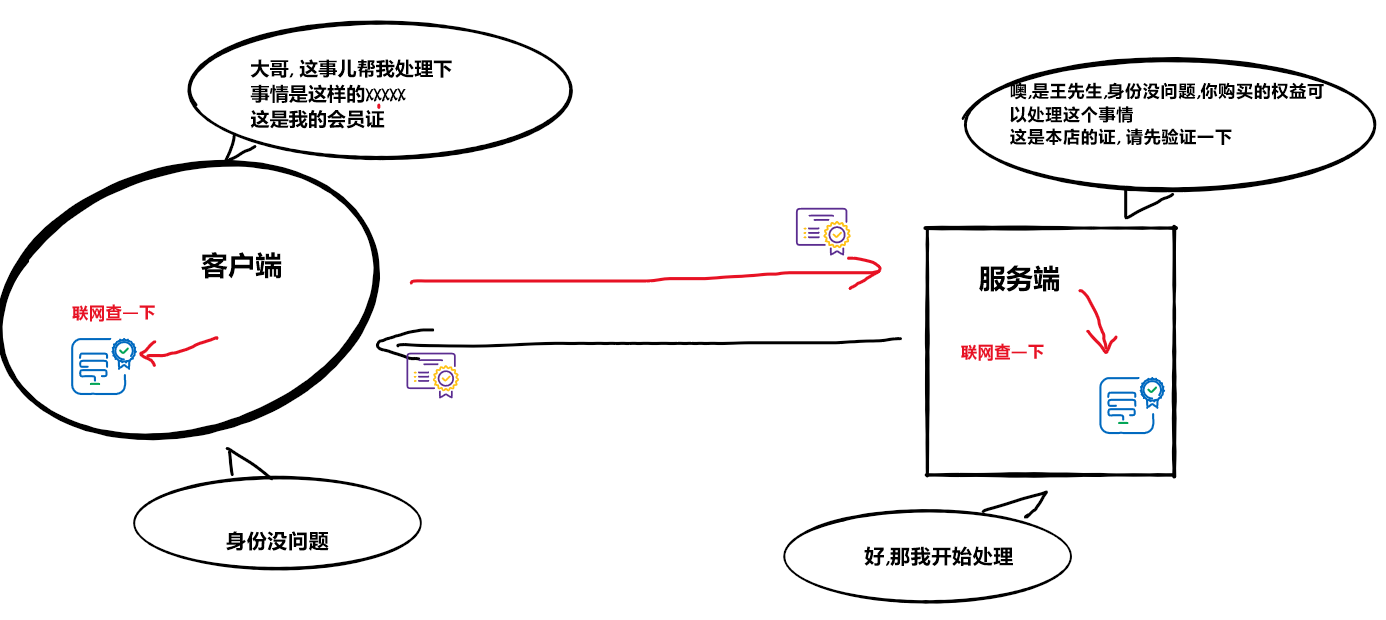 大哥, 这事儿帮我处理下
事情是这样的XXXXX
这是我的会员证
噢,是王先生,身份没问题,你购买的权益可
以处理这个事情
这是本店的证, 请先验证一下
客户端
联网查一下
服务端
联网查一下
身份没问题
好,那我开始处理